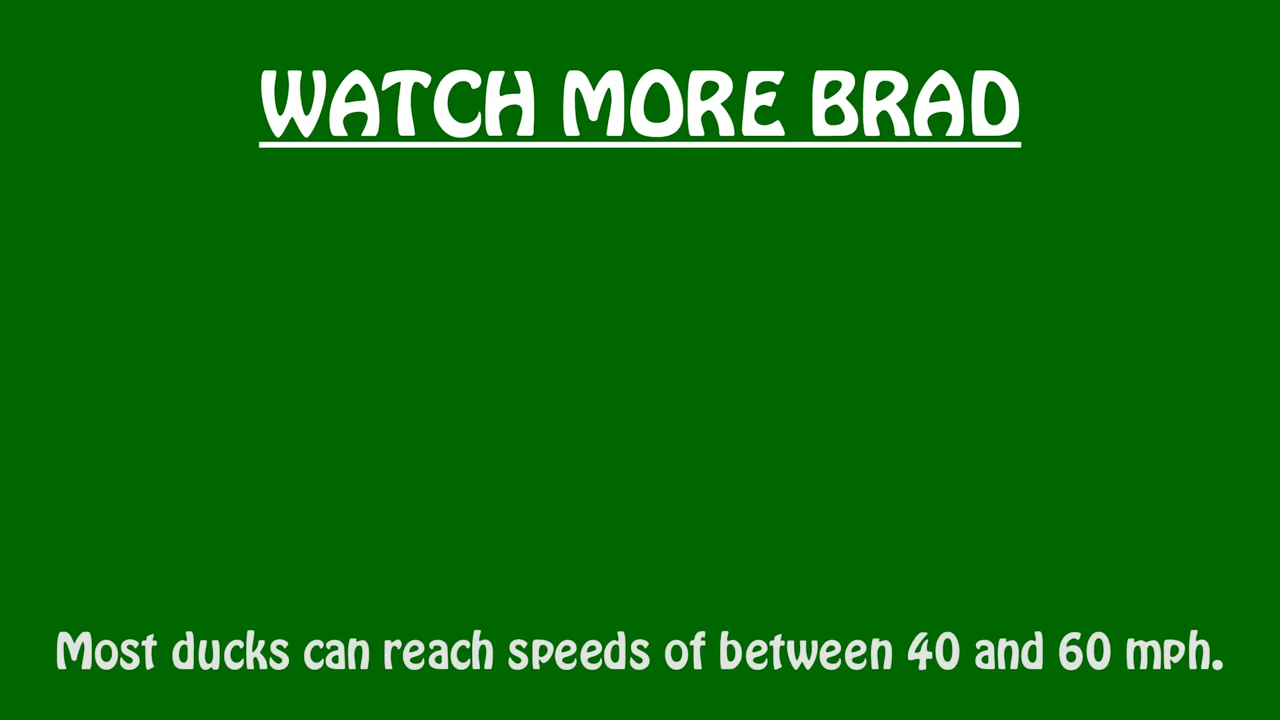 WATCH MORE BRAD
Most ducks can reach speeds of between 40 and 60 mph.